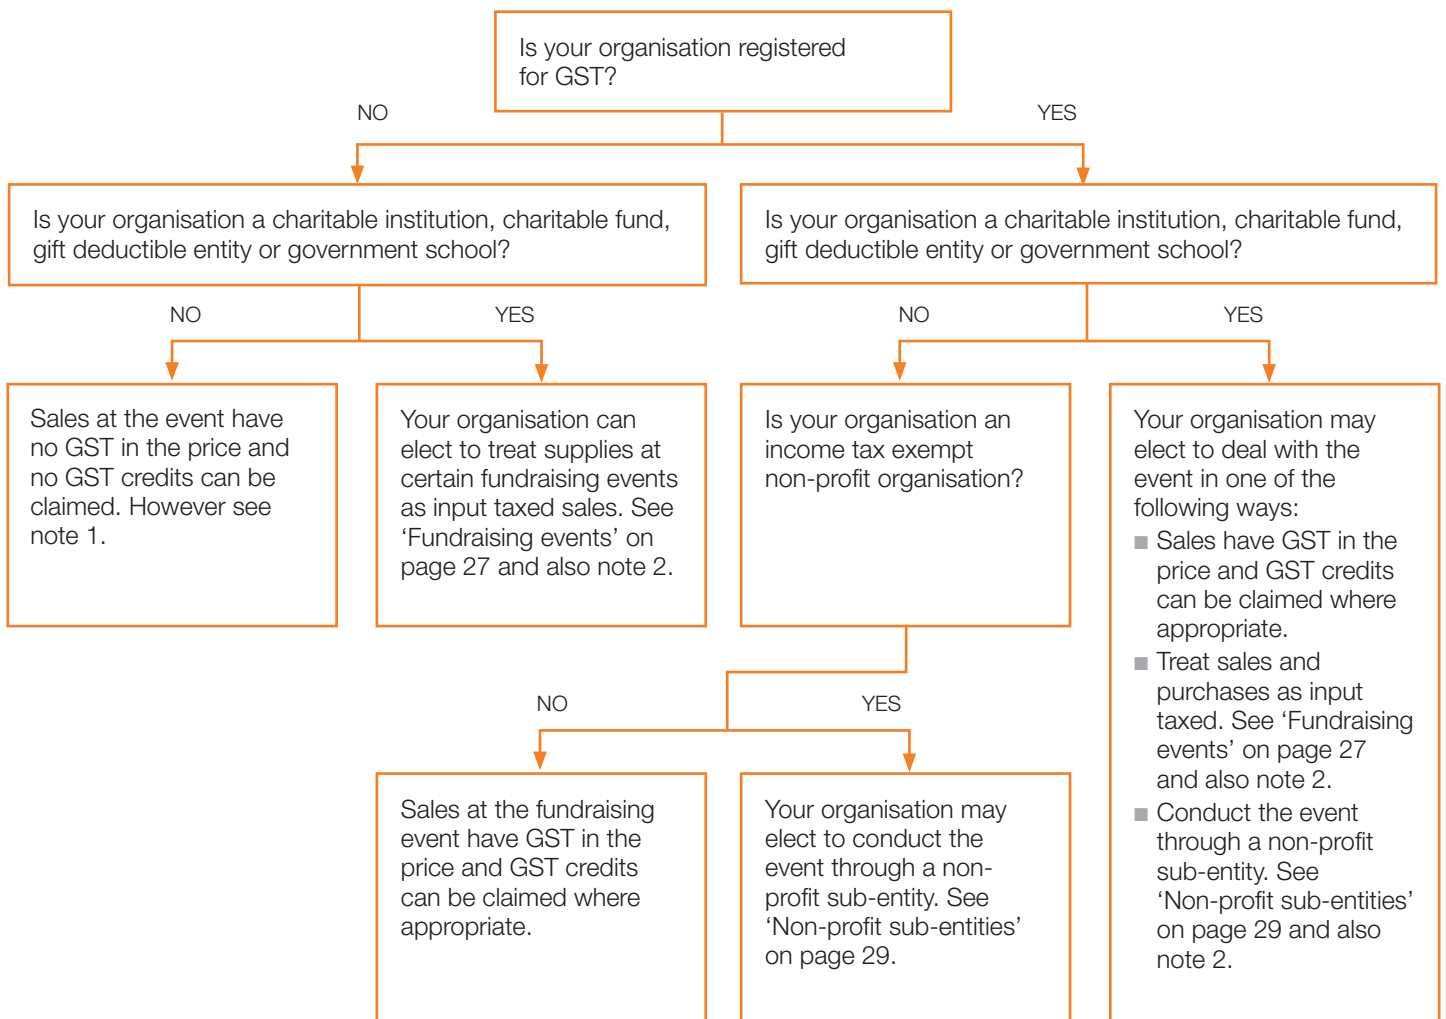 Is your organisation registered
for GST?
NO
YES
Is your organisation a charitable institution, charitable fund,
gift deductible entity or government school?
Is your organisation a charitable institution, charitable fund,
gift deductible entity or government school?
NO
YES
NO
YES
Sales at the event have
no GST in the price and
no GST credits can be
claimed. However see
note 1.
Your organisation can
elect to treat supplies at
certain fundraising events
as input taxed sales. See
‘Fundraising events’ on
page 27 and also note 2.
Is your organisation an
income tax exempt
non-profit organisation?
Your organisation may
elect to deal with the
event in one of the
following ways:
■ Sales have GST in the
price and GST credits
can be claimed where
appropriate.
■ Treat sales and
purchases as input
taxed. See ‘Fundraising
events’ on page 27
and also note 2.
■ Conduct the event
through a non-profit
sub-entity. See
‘Non-profit sub-entities’
on page 29 and also
note 2.
NO
YES
Sales at the fundraising
event have GST in the
price and GST credits
can be claimed where
appropriate.
Your organisation may
elect to conduct the
event through a non-
profit sub-entity. See
‘Non-profit sub-entities’
on page 29.